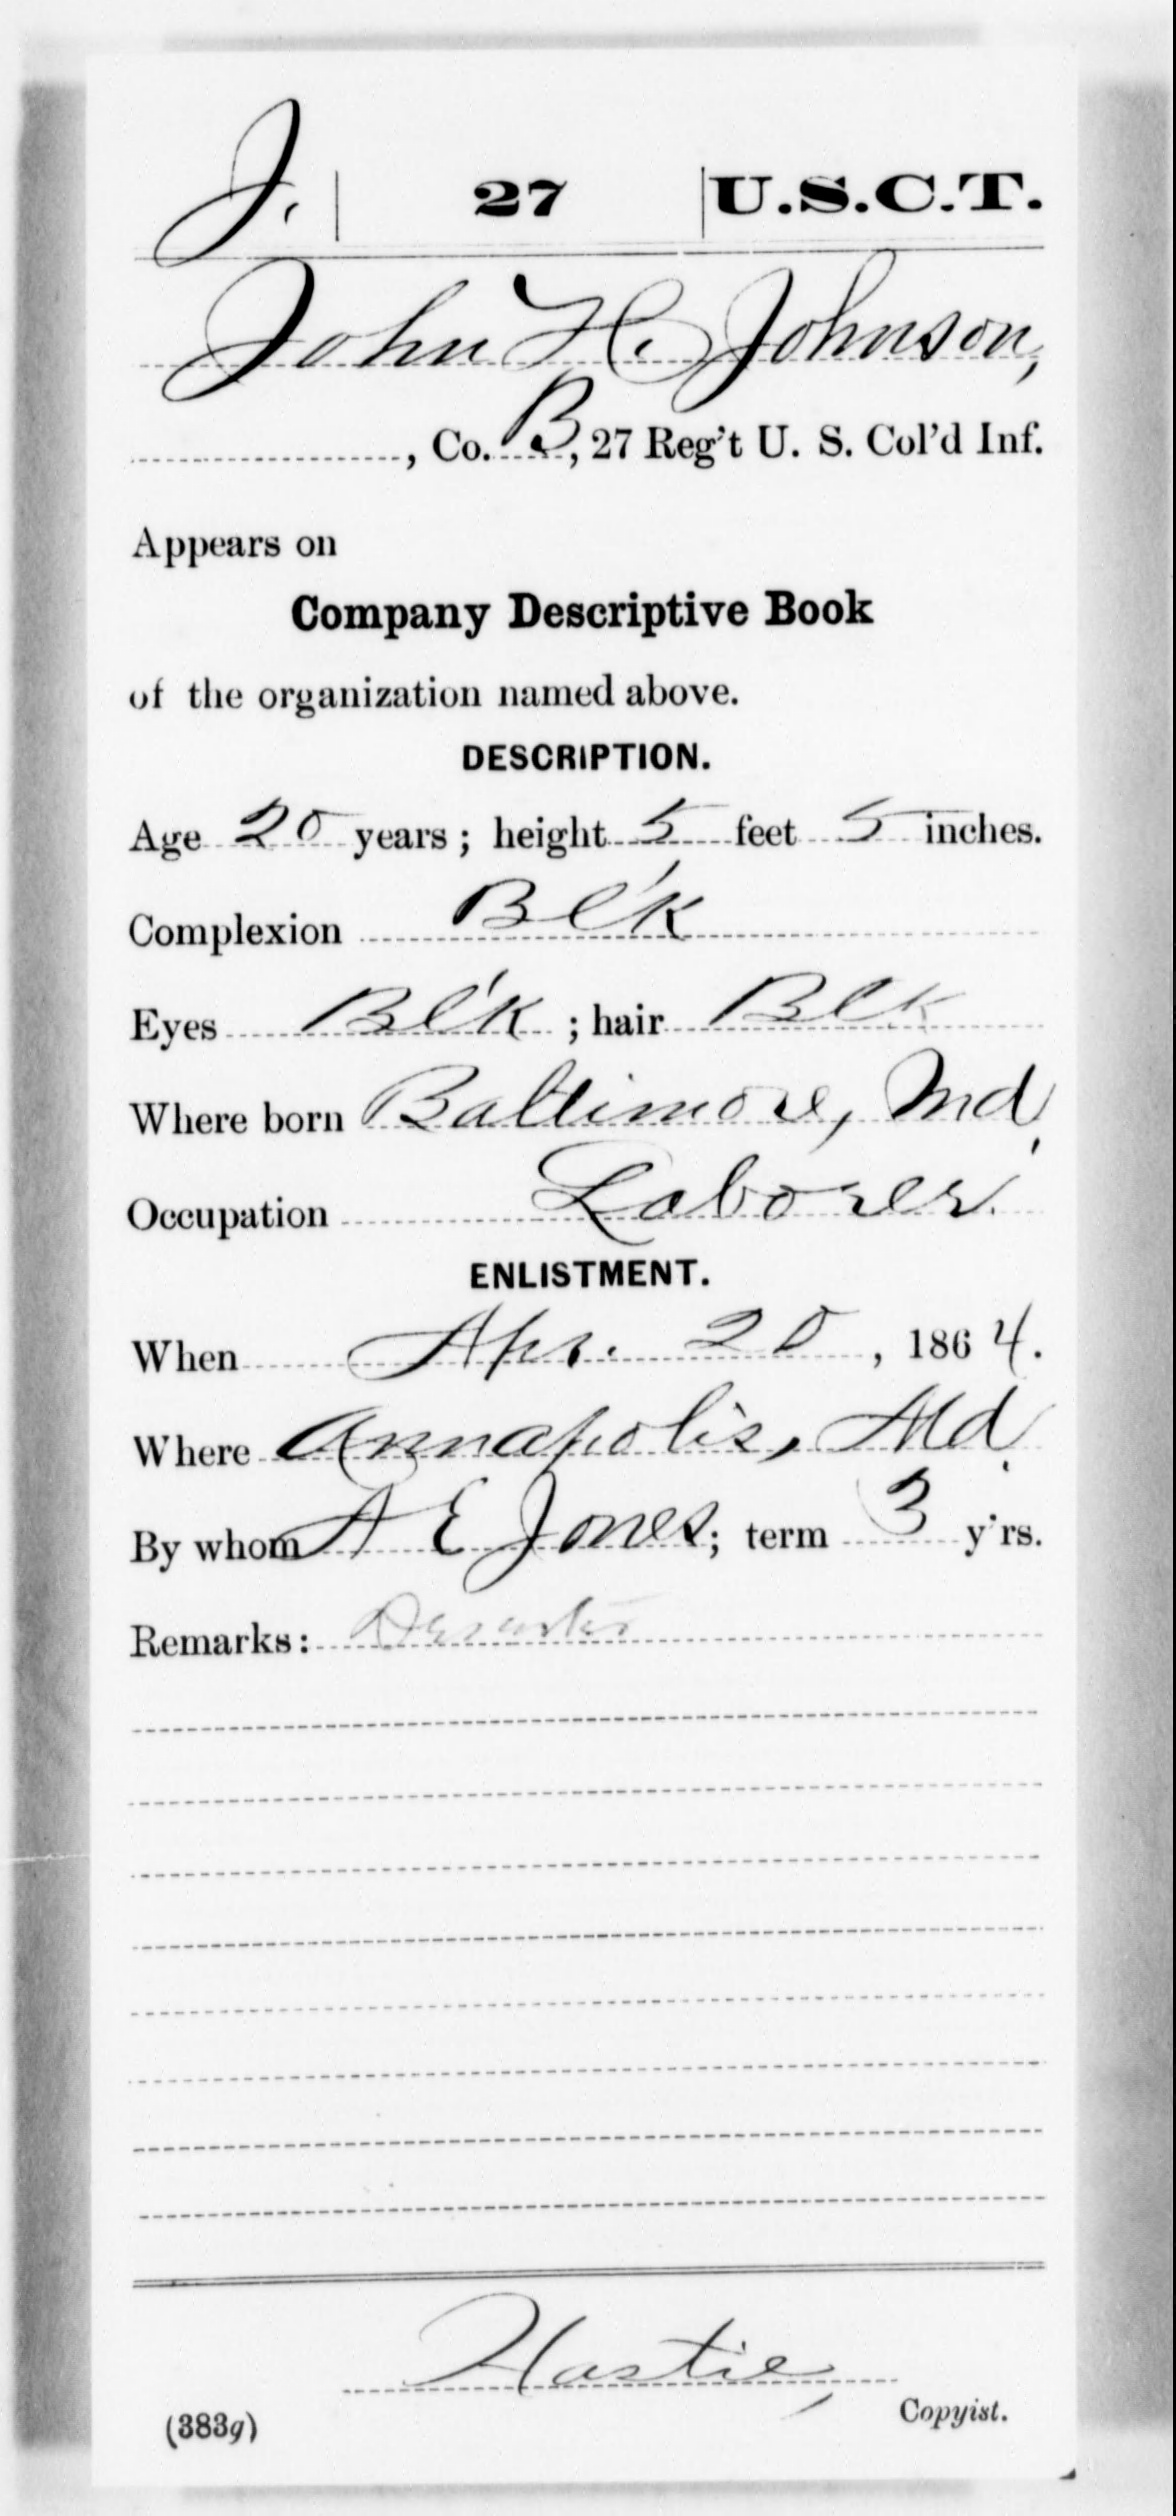 J. | 27 | U.S.C.T.
John H. Johnson,
, Co. B, 27 Reg't U. S. Col'd Inf.
Appears on
Company Descriptive Book
of the organization named above.
DESCRIPTION.
Age 20 years; height 5 feet 5 inches.
Complexion Bl'k
Eyes Bl'k; hair Blk
Where born Baltimore, Md.
Occupation Laborer.
ENLISTMENT.
When Apr. 20, 1864.
Where Annapolis, Md.
By whom A E Jones; term 3 y'rs.
Remarks:
Hastie,
Copyist.
(383g)